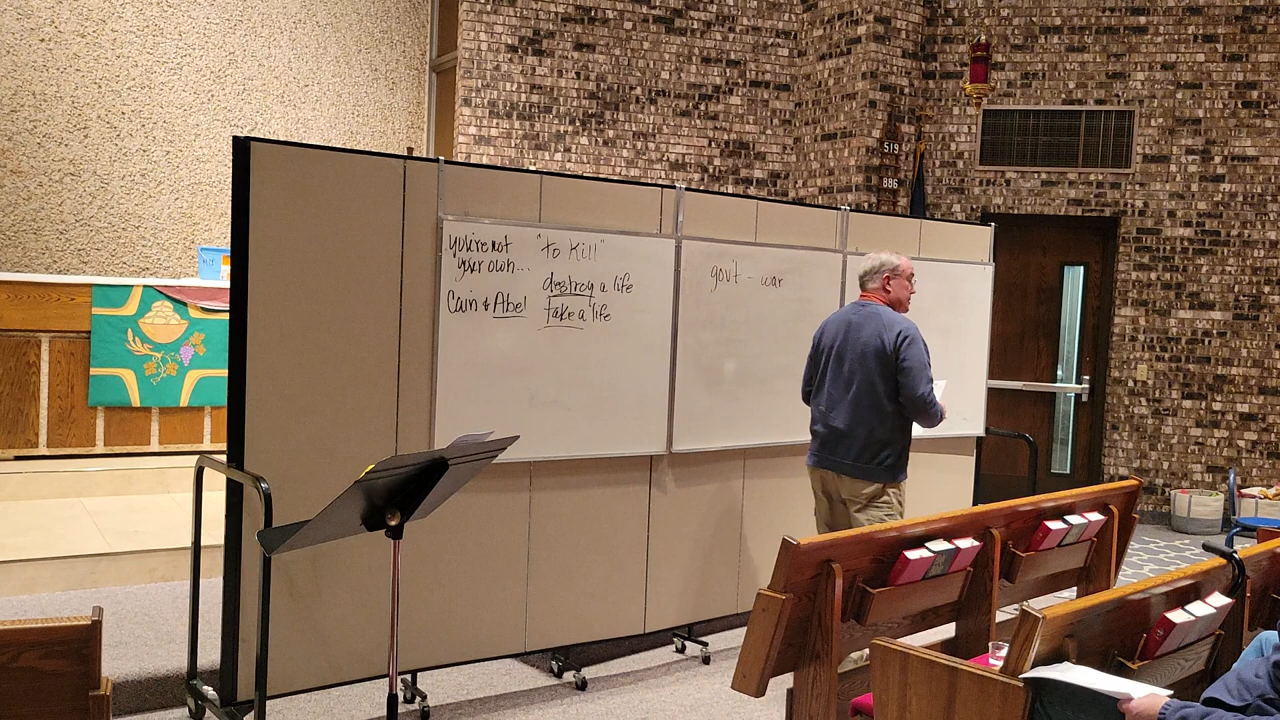 you're not
your own...
Cain & Abel
"to kill"
destroy a life
take a life
gov't - war
519
886